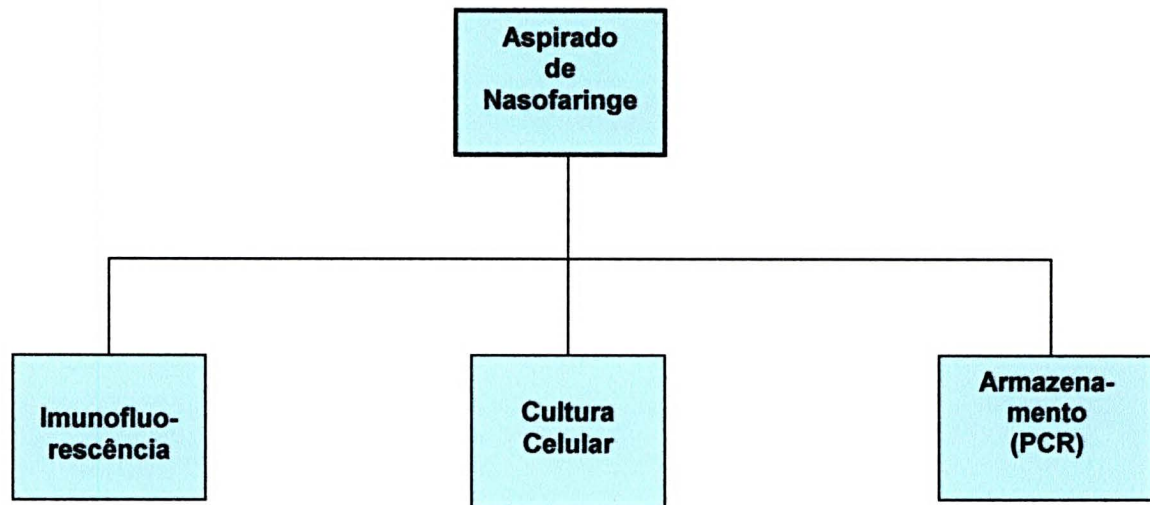 Aspirado
de
Nasofaringe
Imunofluo-
rescência
Cultura
Celular
Armazena-
mento
(PCR)